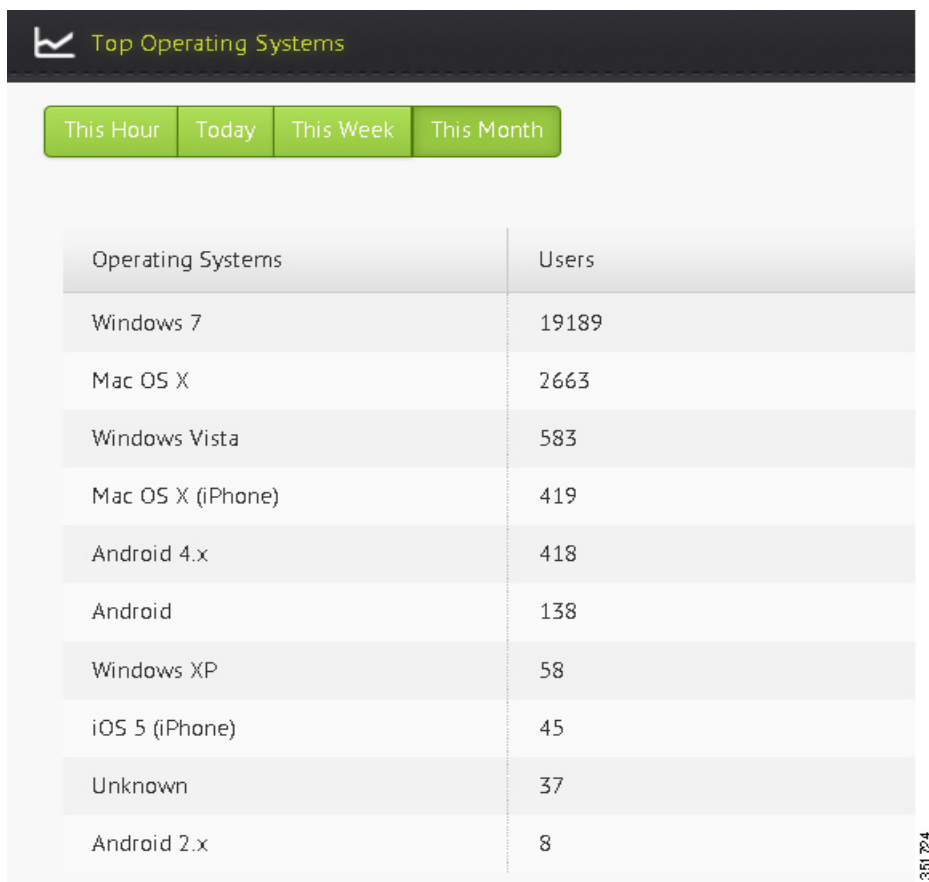 Top Operating Systems
This Hour Today This Week This Month
Operating Systems Users
Windows 7 19189
Mac OS X 2663
Windows Vista 583
Mac OS X (iPhone) 419
Android 4.x 418
Android 138
Windows XP 58
iOS 5 (iPhone) 45
Unknown 37
Android 2.x 8
351724